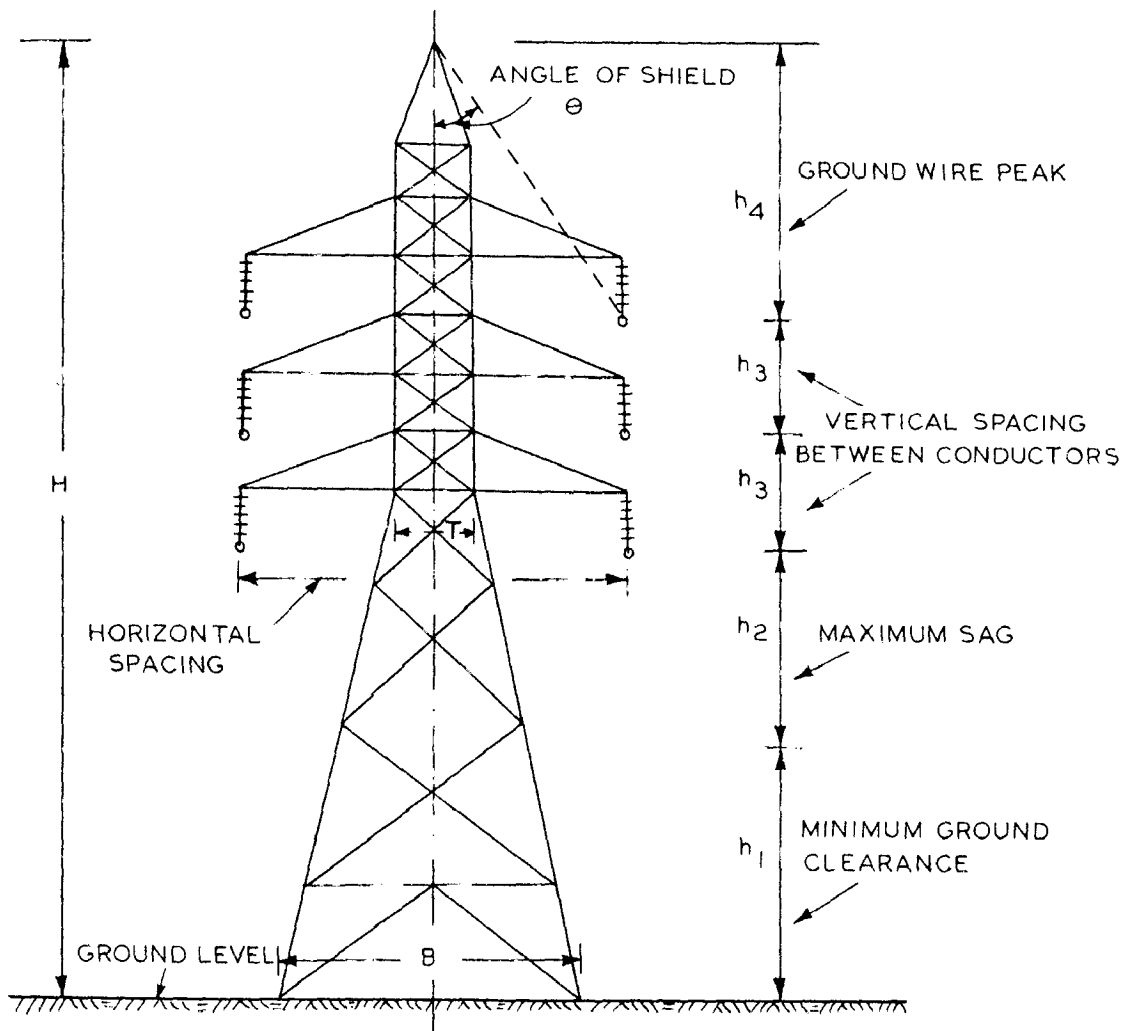 ANGLE OF SHIELD
θ
GROUND WIRE PEAK
h4
h3
VERTICAL SPACING
BETWEEN CONDUCTORS
H
h3
T
HORIZONTAL
SPACING
h2
MAXIMUM SAG
MINIMUM GROUND
CLEARANCE
h1
GROUND LEVEL
B